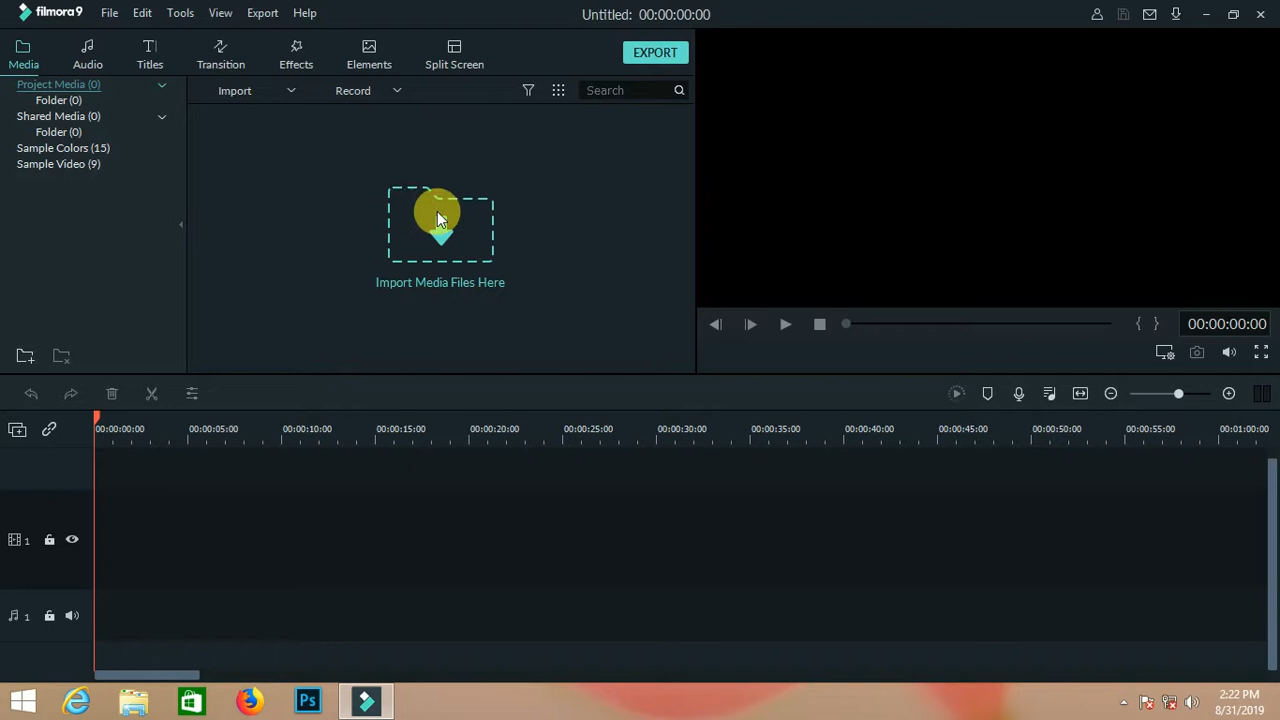 filmora9 File Edit Tools View Export Help Untitled: 00:00:00:00
Media Audio Titles Transition Effects Elements Split Screen EXPORT
Project Media (0)
Folder (0)
Shared Media (0)
Folder (0)
Sample Colors (15)
Sample Video (9)
Import Record Search
Import Media Files Here
{ } 00:00:00:00
00:00:00:00 00:00:05:00 00:00:10:00 00:00:15:00 00:00:20:00 00:00:25:00 00:00:30:00 00:00:35:00 00:00:40:00 00:00:45:00 00:00:50:00 00:00:55:00 00:01:00:00
1
1
Ps
2:22 PM
8/31/2019